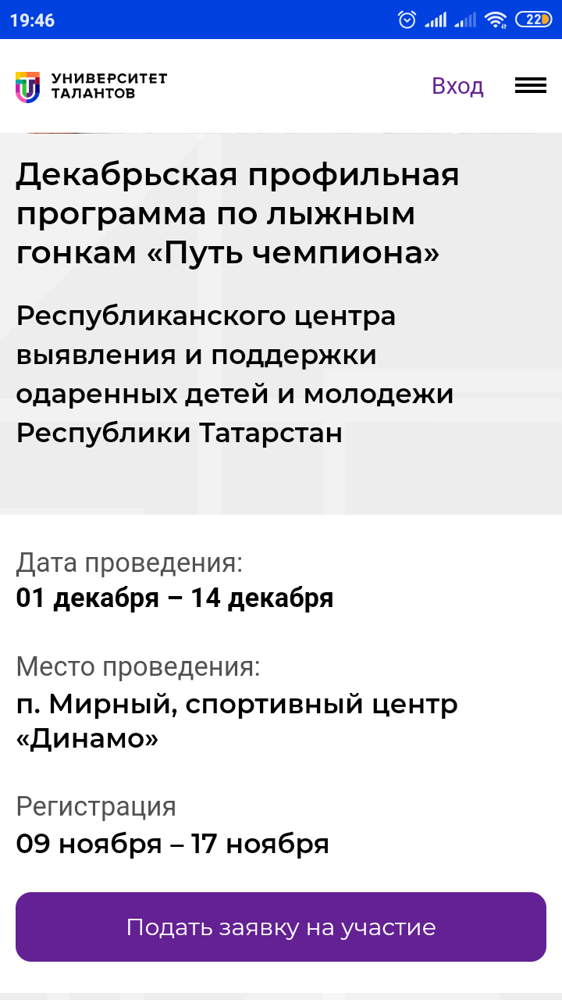 19:46
22
УНИВЕРСИТЕТ
ТАЛАНТОВ
Вход
Декабрьская профильная
программа по лыжным
гонкам «Путь чемпиона»
Республиканского центра
выявления и поддержки
одаренных детей и молодежи
Республики Татарстан
Дата проведения:
01 декабря – 14 декабря
Место проведения:
п. Мирный, спортивный центр
«Динамо»
Регистрация
09 ноября – 17 ноября
Подать заявку на участие